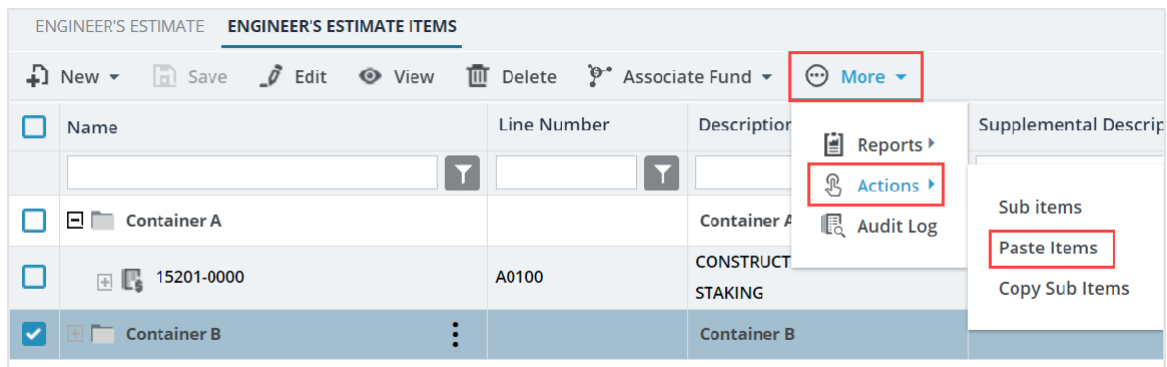 ENGINEER'S ESTIMATE ENGINEER'S ESTIMATE ITEMS
New Save Edit View Delete Associate Fund More
Name Line Number Description Supplemental Descrip
Reports
Actions
Audit Log
Sub items
Paste Items
Copy Sub Items
Container A Container A
15201-0000 A0100 CONSTRUCT
STAKING
Container B Container B